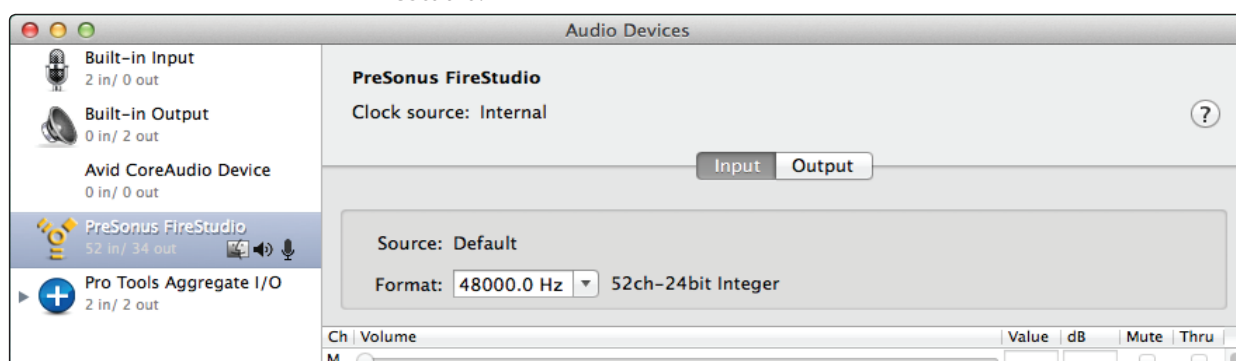 Audio Devices
Built-in Input
2 in/ 0 out
Built-in Output
0 in/ 2 out
Avid CoreAudio Device
0 in/ 0 out
PreSonus FireStudio
52 in/ 34 out
Pro Tools Aggregate I/O
2 in/ 2 out
PreSonus FireStudio
Clock source: Internal
?
Input Output
Source: Default
Format: 48000.0 Hz 52ch-24bit Integer
Ch Volume Value dB Mute Thru
M